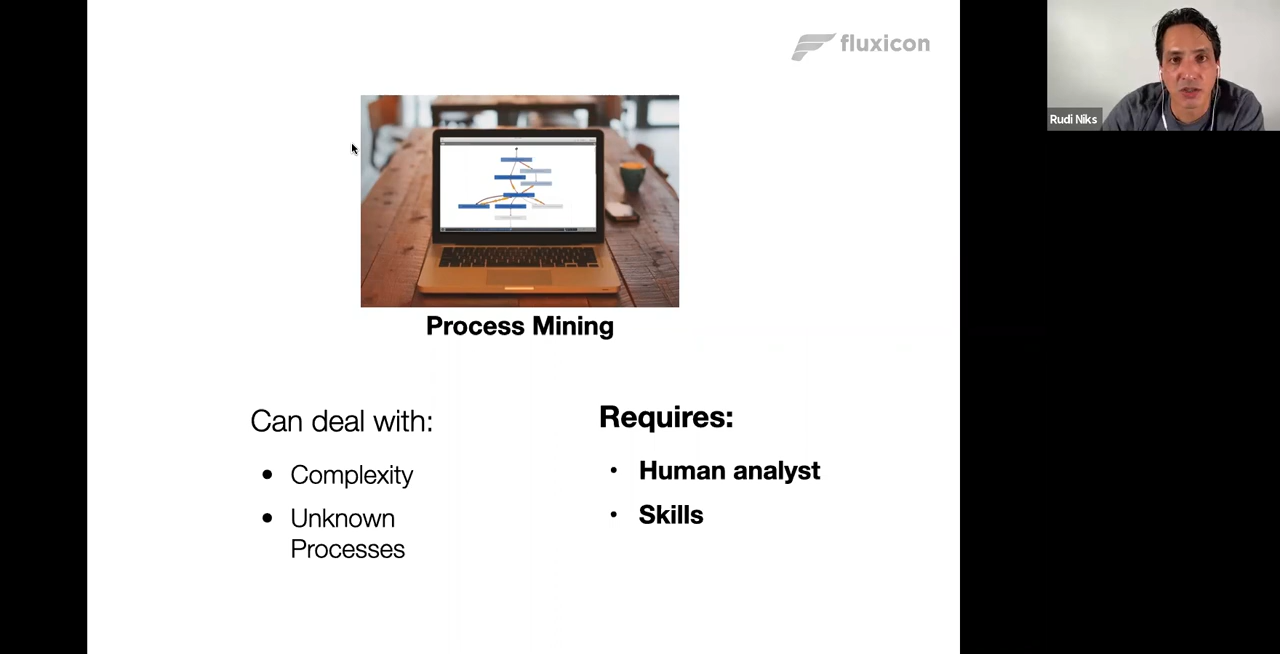 fluxicon
Rudi Niks
Process Mining
Can deal with:
• Complexity
• Unknown
Processes
Requires:
• Human analyst
• Skills